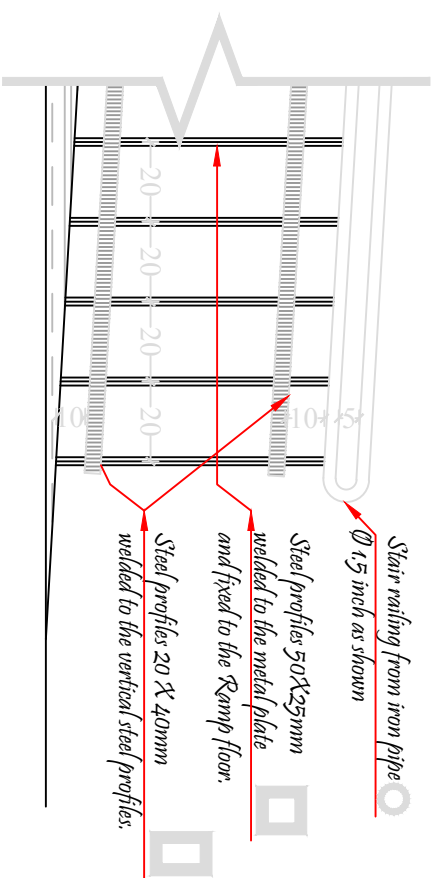 Stair railing from iron pipe
Ø 1.5 inch as shown
Steel profiles 50X25mm
welded to the metal plate
and fixed to the Ramp floor.
Steel profiles 20 X 40mm
welded to the vertical steel profiles.
20
20
20
20
10
10
5